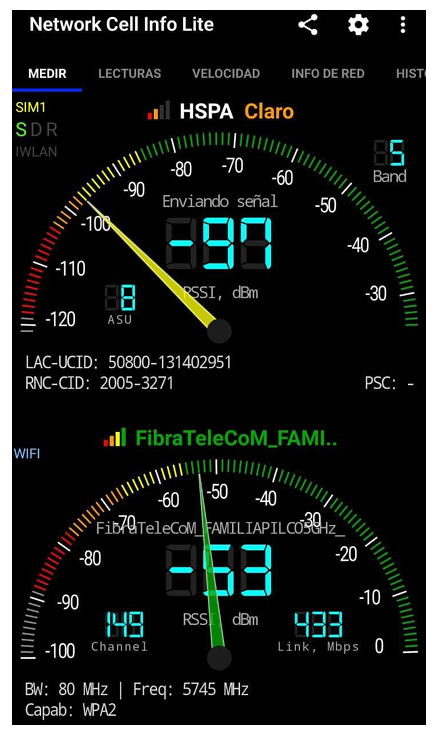 Network Cell Info Lite
MEDIR LECTURAS VELOCIDAD INFO DE RED HIST
SIM1
S D R
IWLAN
HSPA Claro
5
Band
-120 -110 -100 -90 -80 -70 -60 -50 -40 -30
Enviando señal
-97
RSSI, dBm
8
ASU
LAC-UCID: 50800-131402951
RNC-CID: 2005-3271 PSC: -
FibraTeleCoM_FAMI..
WIFI
-100 -90 -80 -70 -60 -50 -40 -30 -20 -10 0
FibraTeleCoM_FAMILIAPILCO5GHz_
-53
RSSI, dBm
149
Channel
433
Link, Mbps
BW: 80 MHz | Freq: 5745 MHz
Capab: WPA2